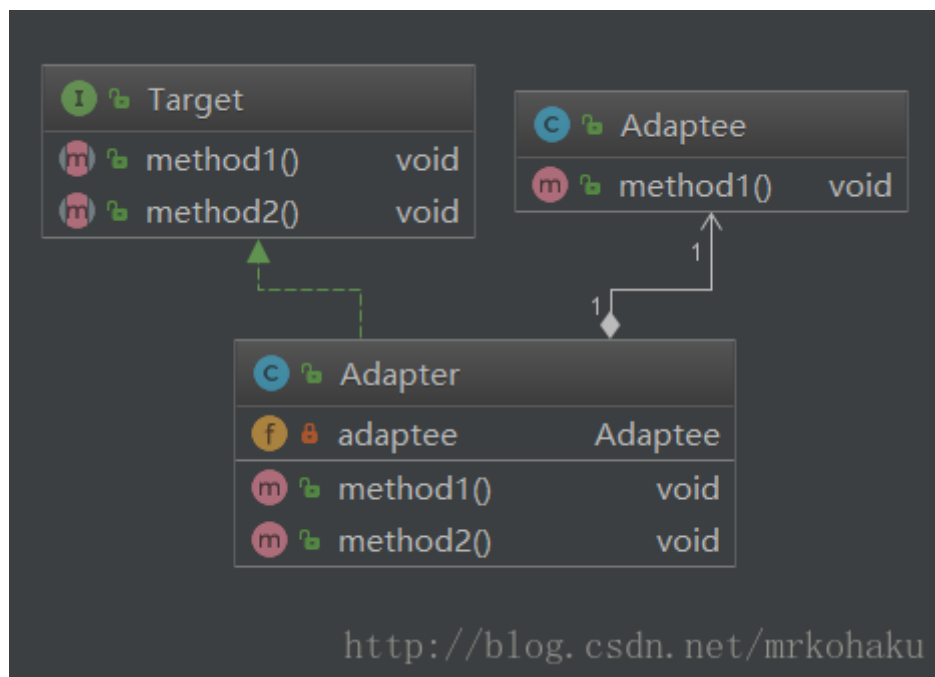 I Target
m method1() void
m method2() void
C Adaptee
m method1() void
1
1
C Adapter
f adaptee Adaptee
m method1() void
m method2() void
http://blog.csdn.net/mrkohaku